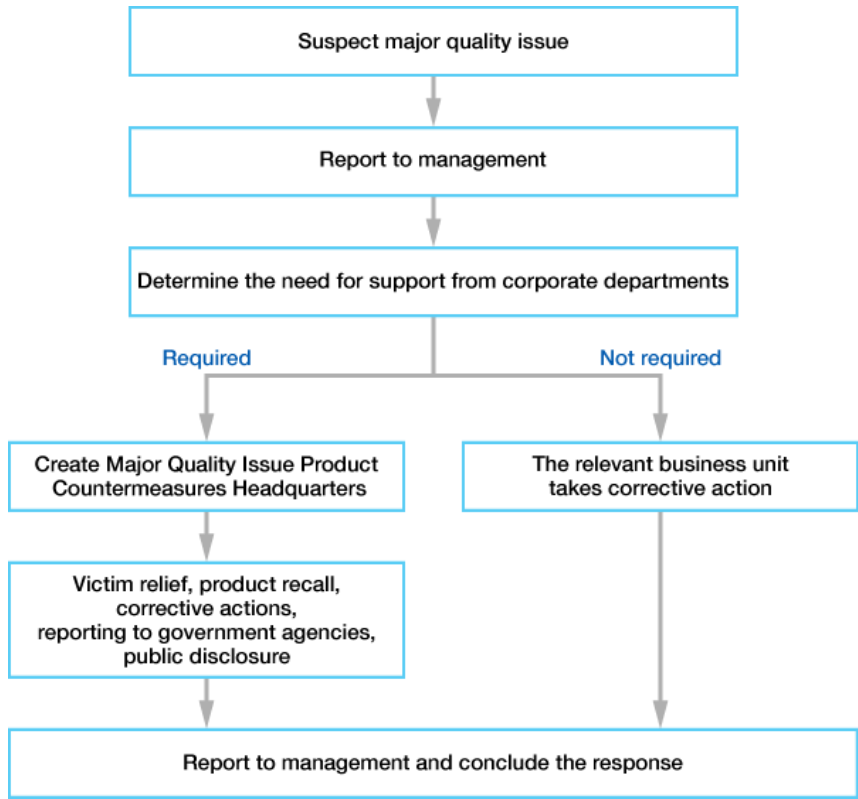 Suspect major quality issue
Report to management
Determine the need for support from corporate departments
Required
Not required
Create Major Quality Issue Product
Countermeasures Headquarters
The relevant business unit
takes corrective action
Victim relief, product recall,
corrective actions,
reporting to government agencies,
public disclosure
Report to management and conclude the response